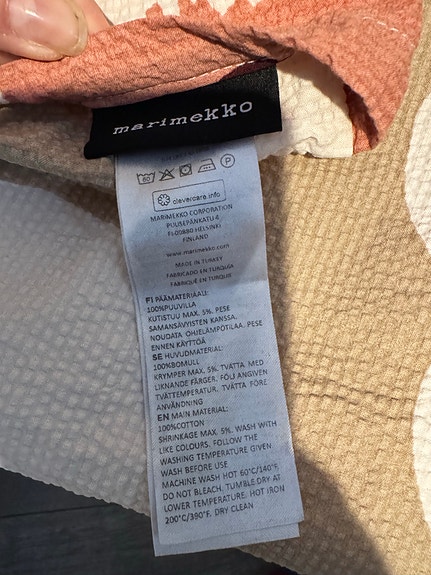 marimekko
60 P
clevercare.info
MARIMEKKO CORPORATION
PUUSEPÄNKATU 4
FI-00880 HELSINKI
FINLAND
www.marimekko.com
MADE IN TURKEY
FABRICADO EN TURQUIA
FABRIQUÉ EN TURQUIE
FI PÄÄMATERIAALI:
100%PUUVILLA
KUTISTUU MAX. 5%. PESE
SAMANSÄVYISTEN KANSSA.
NOUDATA OHJELÄMPÖTILAA. PESE
ENNEN KÄYTTÖÄ
SE HUVUDMATERIAL:
100%BOMULL
KRYMPER MAX. 5%. TVÄTTA MED
LIKNANDE FÄRGER. FÖLJ ANGIVEN
TVÄTTEMPERATUR. TVÄTTA FÖRE
ANVÄNDNING
EN MAIN MATERIAL:
100%COTTON
SHRINKAGE MAX. 5%. WASH WITH
LIKE COLOURS. FOLLOW THE
WASHING TEMPERATURE GIVEN
WASH BEFORE USE
MACHINE WASH HOT 60°C/140°F,
DO NOT BLEACH, TUMBLE DRY AT
LOWER TEMPERATURE, HOT IRON
200°C/390°F, DRY CLEAN